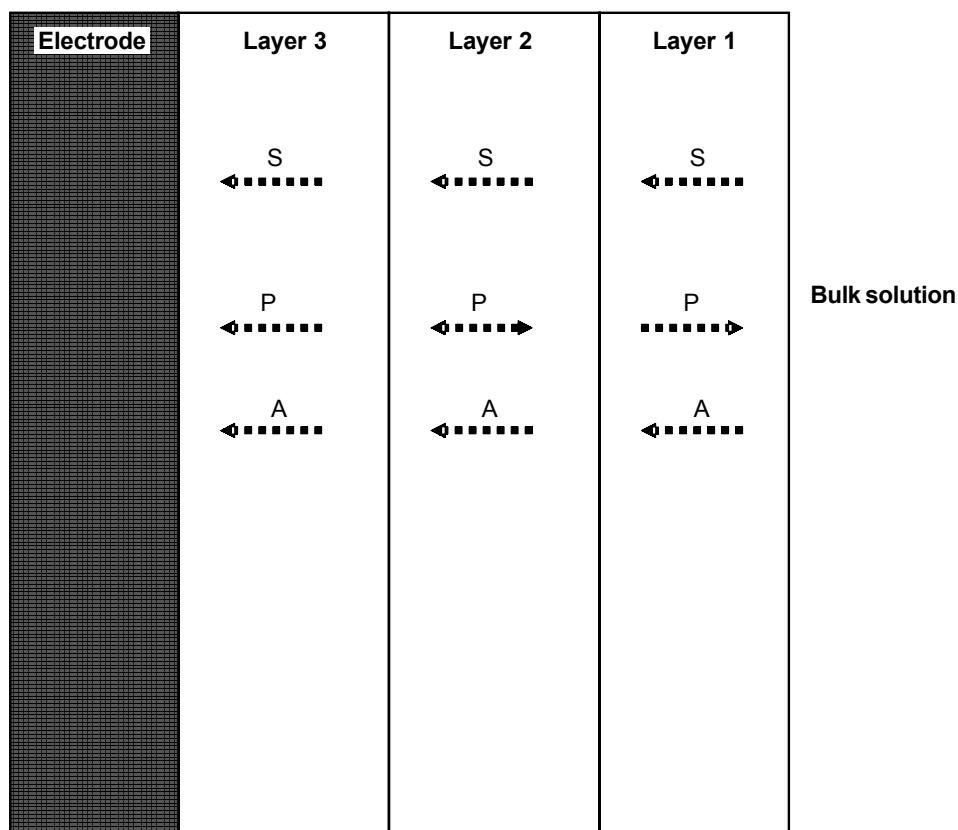 Electrode Layer 3 Layer 2 Layer 1
S S S
Bulk solution
P P P
A A A